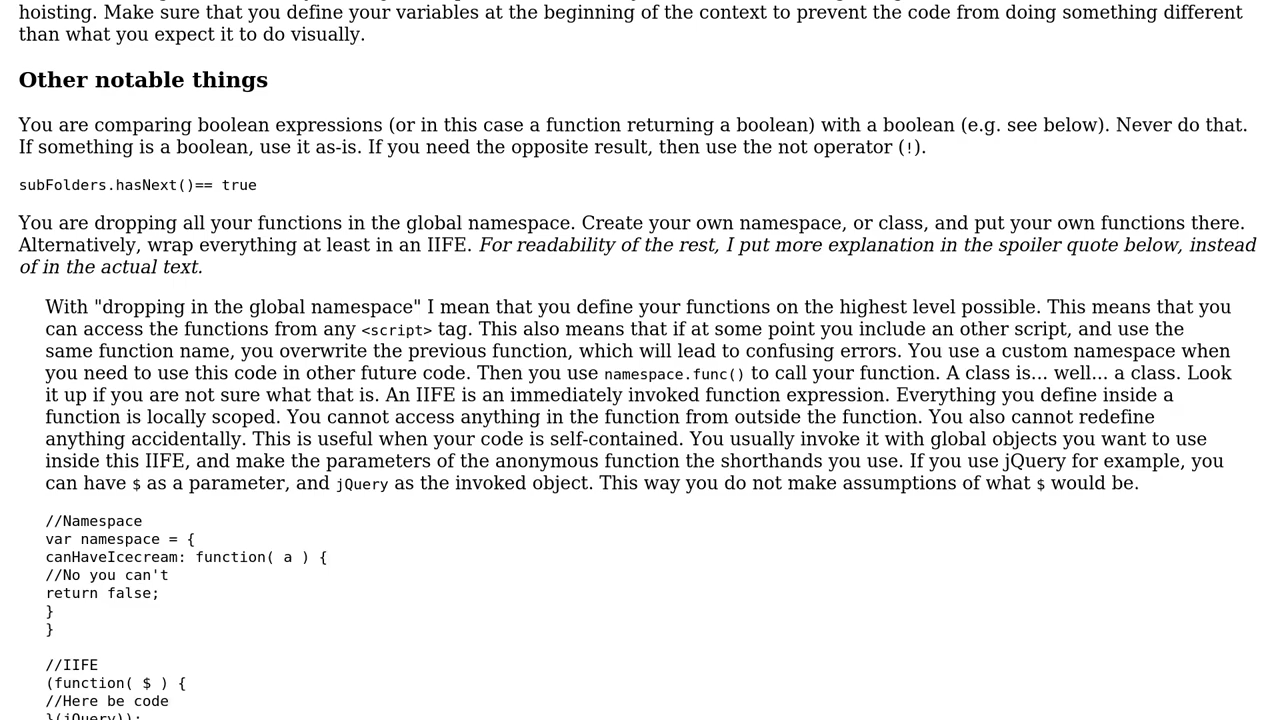 hoisting. Make sure that you define your variables at the beginning of the context to prevent the code from doing something different
than what you expect it to do visually.
Other notable things
You are comparing boolean expressions (or in this case a function returning a boolean) with a boolean (e.g. see below). Never do that.
If something is a boolean, use it as-is. If you need the opposite result, then use the not operator (!).
subFolders.hasNext()== true
You are dropping all your functions in the global namespace. Create your own namespace, or class, and put your own functions there.
Alternatively, wrap everything at least in an IIFE. For readability of the rest, I put more explanation in the spoiler quote below, instead
of in the actual text.
With "dropping in the global namespace" I mean that you define your functions on the highest level possible. This means that you
can access the functions from any <script> tag. This also means that if at some point you include an other script, and use the
same function name, you overwrite the previous function, which will lead to confusing errors. You use a custom namespace when
you need to use this code in other future code. Then you use namespace.func() to call your function. A class is... well... a class. Look
it up if you are not sure what that is. An IIFE is an immediately invoked function expression. Everything you define inside a
function is locally scoped. You cannot access anything in the function from outside the function. You also cannot redefine
anything accidentally. This is useful when your code is self-contained. You usually invoke it with global objects you want to use
inside this IIFE, and make the parameters of the anonymous function the shorthands you use. If you use jQuery for example, you
can have $ as a parameter, and jQuery as the invoked object. This way you do not make assumptions of what $ would be.
//Namespace
var namespace = {
canHaveIcecream: function( a ) {
//No you can't
return false;
}
}
//IIFE
(function( $ ) {
//Here be code
}(jQuery));